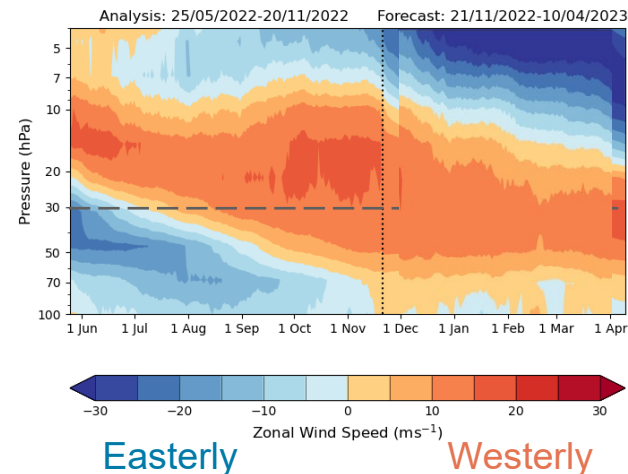 Analysis: 25/05/2022-20/11/2022 Forecast: 21/11/2022-10/04/2023
Pressure (hPa)
5
7
10
20
30
50
70
100
1 Jun 1 Jul 1 Aug 1 Sep 1 Oct 1 Nov 1 Dec 1 Jan 1 Feb 1 Mar 1 Apr
−30 −20 −10 0 10 20 30
Zonal Wind Speed (ms⁻¹)
Easterly Westerly